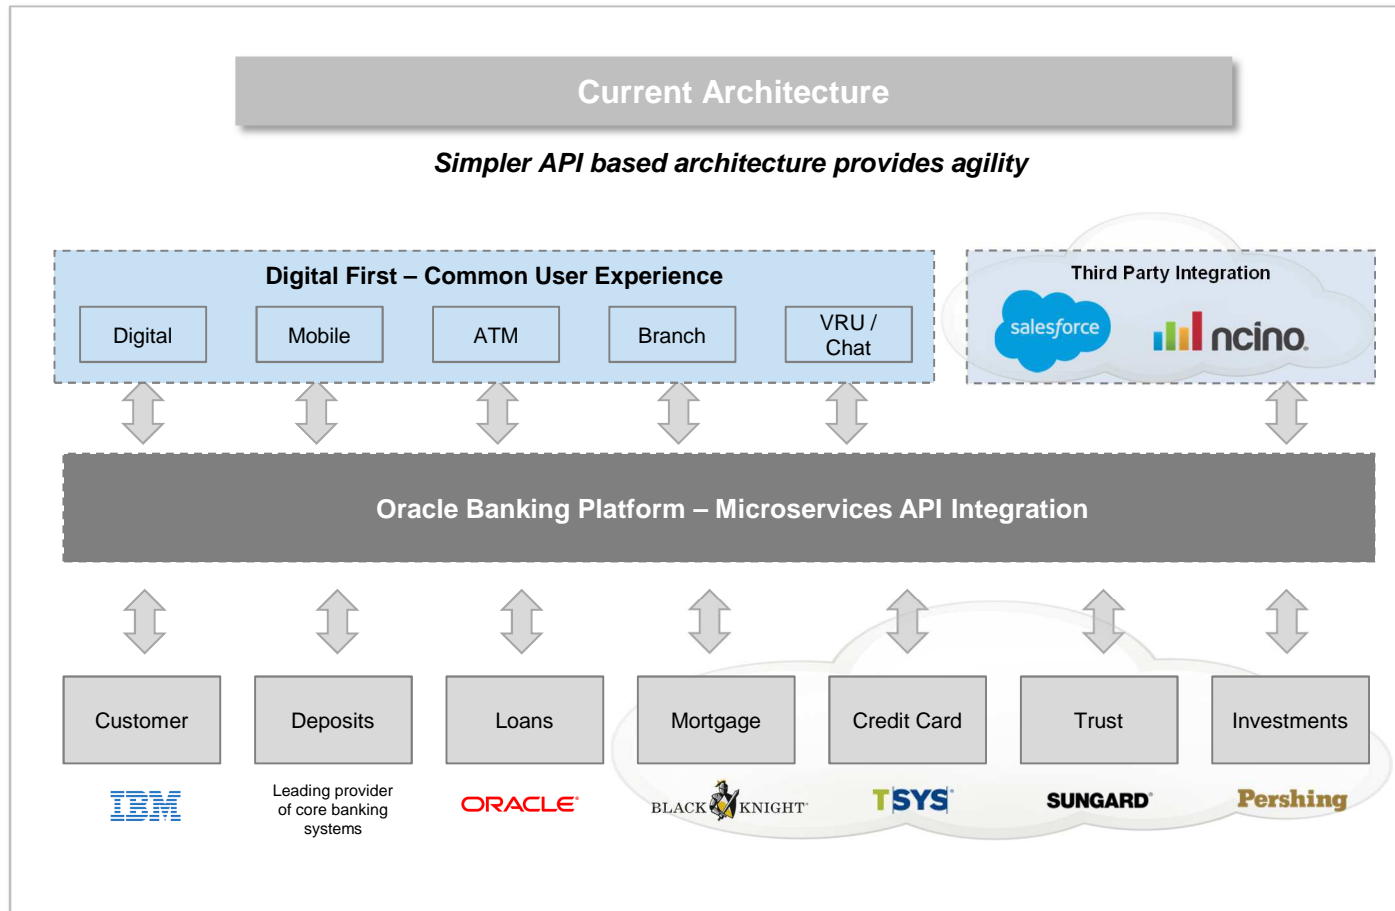 Current Architecture
Simpler API based architecture provides agility
Digital First – Common User Experience
Digital
Mobile
ATM
Branch
VRU /
Chat
Third Party Integration
salesforce
ncino
Oracle Banking Platform – Microservices API Integration
Customer
Deposits
Loans
Mortgage
Credit Card
Trust
Investments
IBM
Leading provider
of core banking
systems
ORACLE®
BLACK KNIGHT
TSYS®
SUNGARD®
Pershing